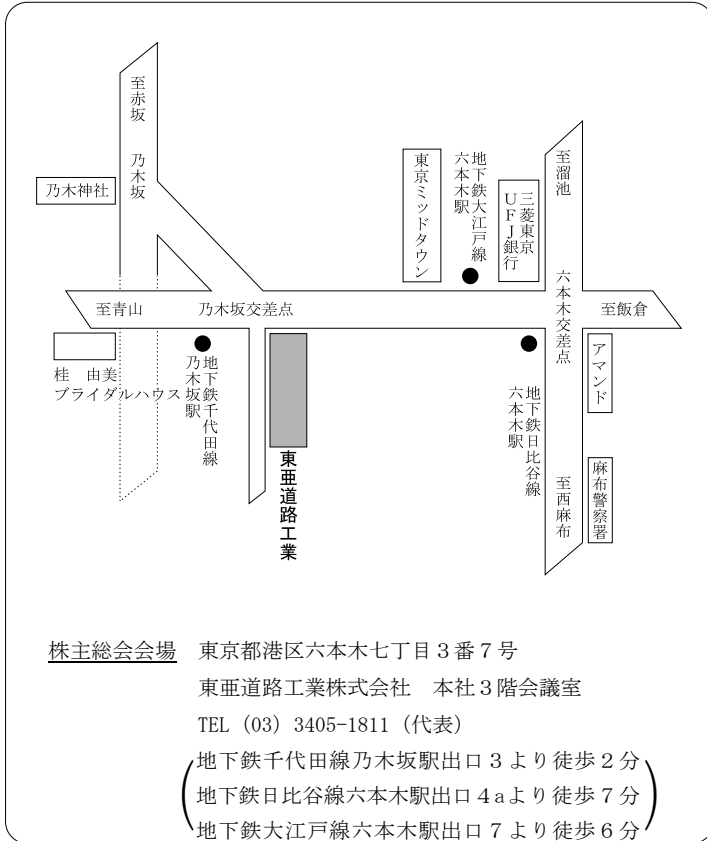 至赤坂
乃木坂
乃木神社
東京ミッドタウン
地下鉄大江戸線
六本木駅
三菱東京
ＵＦＪ銀行
至溜池
六本木交差点
至青山
乃木坂交差点
至飯倉
桂　由美
ブライダルハウス
地下鉄千代田線
乃木坂駅
東亜道路工業
地下鉄日比谷線
六本木駅
アマンド
至西麻布
麻布警察署
株主総会会場　東京都港区六本木七丁目３番７号
東亜道路工業株式会社　本社３階会議室
TEL (03) 3405-1811 (代表)
地下鉄千代田線乃木坂駅出口３より徒歩２分
地下鉄日比谷線六本木駅出口４aより徒歩７分
地下鉄大江戸線六本木駅出口７より徒歩６分